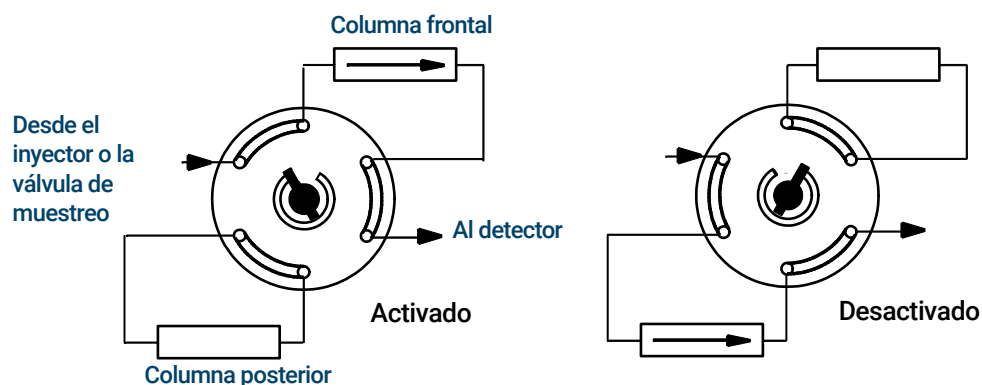 Columna frontal
Desde el
inyector o la
válvula de
muestreo
Al detector
Activado
Desactivado
Columna posterior